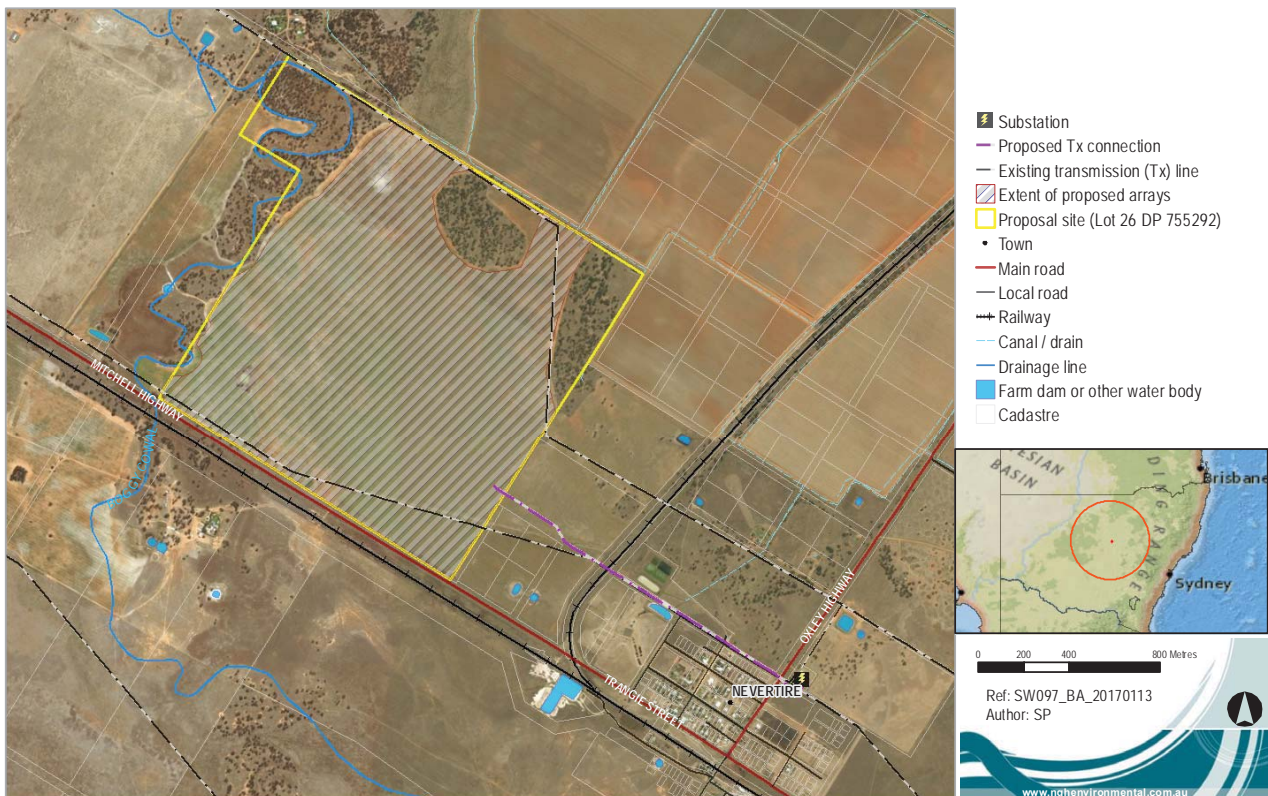 Substation
Proposed Tx connection
Existing transmission (Tx) line
Extent of proposed arrays
Proposal site (Lot 26 DP 755292)
Town
Main road
Local road
Railway
Canal / drain
Drainage line
Farm dam or other water body
Cadastre
MITCHELL HIGHWAY
OXLEY HIGHWAY
NEVERTIRE
TRANGIE STREET
BASIN
DING RANGE
Brisbane
Sydney
0 200 400 800 Metres
Ref: SW097_BA_20170113
Author: SP
www.nghenvironmental.com.au